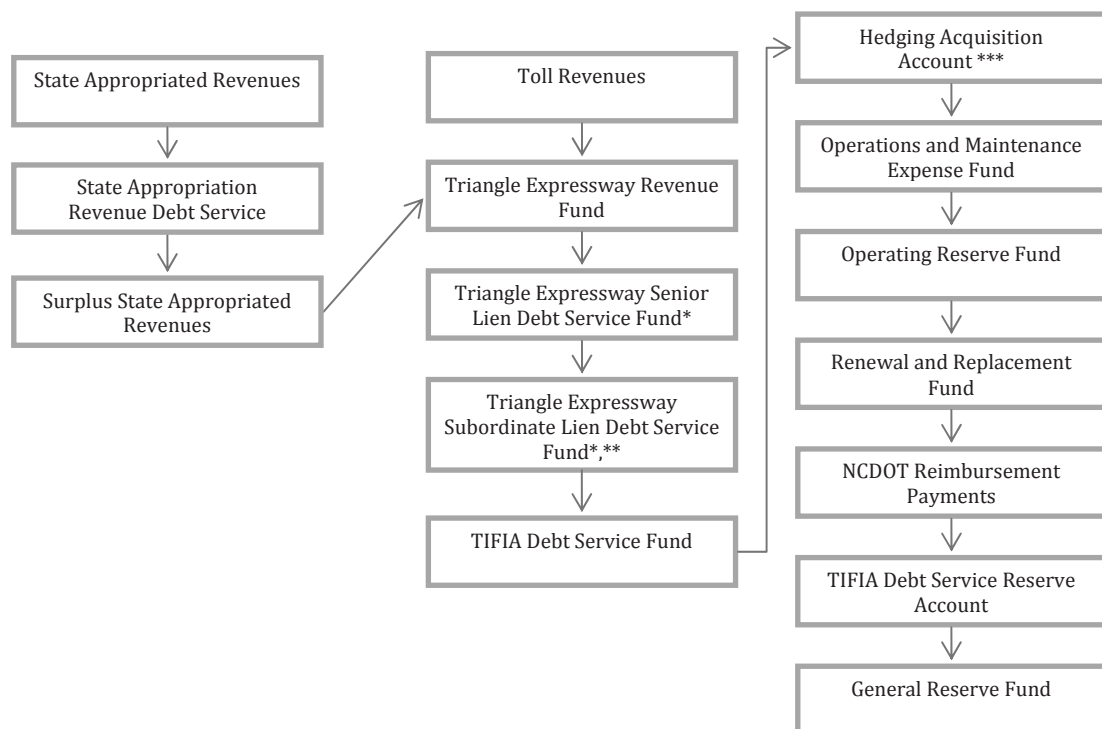 State Appropriated Revenues
State Appropriation
Revenue Debt Service
Surplus State Appropriated
Revenues
Toll Revenues
Triangle Expressway Revenue
Fund
Triangle Expressway Senior
Lien Debt Service Fund*
Triangle Expressway
Subordinate Lien Debt Service
Fund*,**
TIFIA Debt Service Fund
Hedging Acquisition
Account ***
Operations and Maintenance
Expense Fund
Operating Reserve Fund
Renewal and Replacement
Fund
NCDOT Reimbursement
Payments
TIFIA Debt Service Reserve
Account
General Reserve Fund